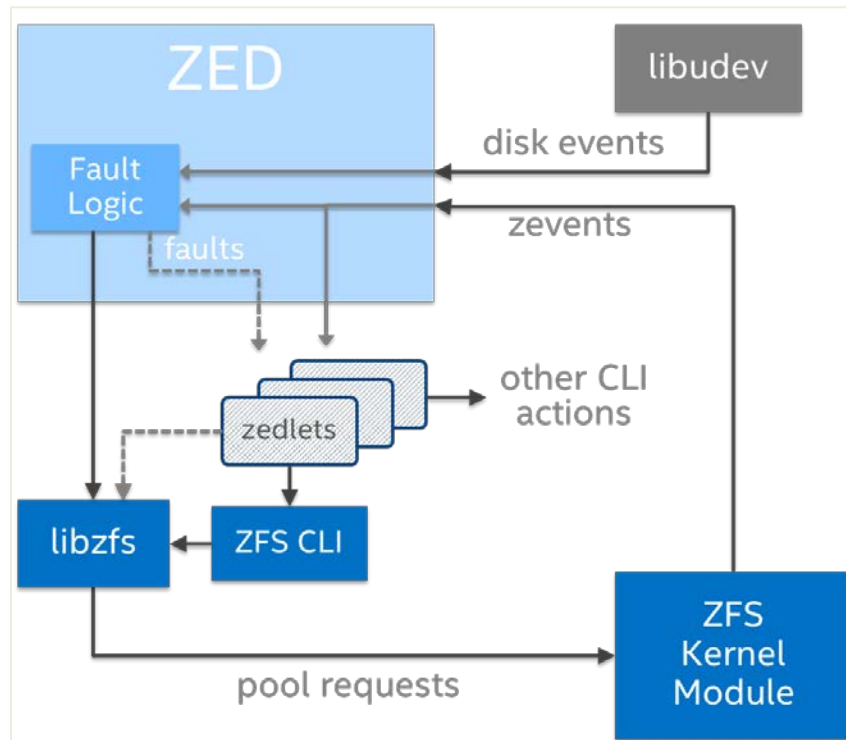 ZED
libudev
disk events
Fault
Logic
zevents
faults
other CLI
actions
zedlets
libzfs
ZFS CLI
ZFS
Kernel
Module
pool requests